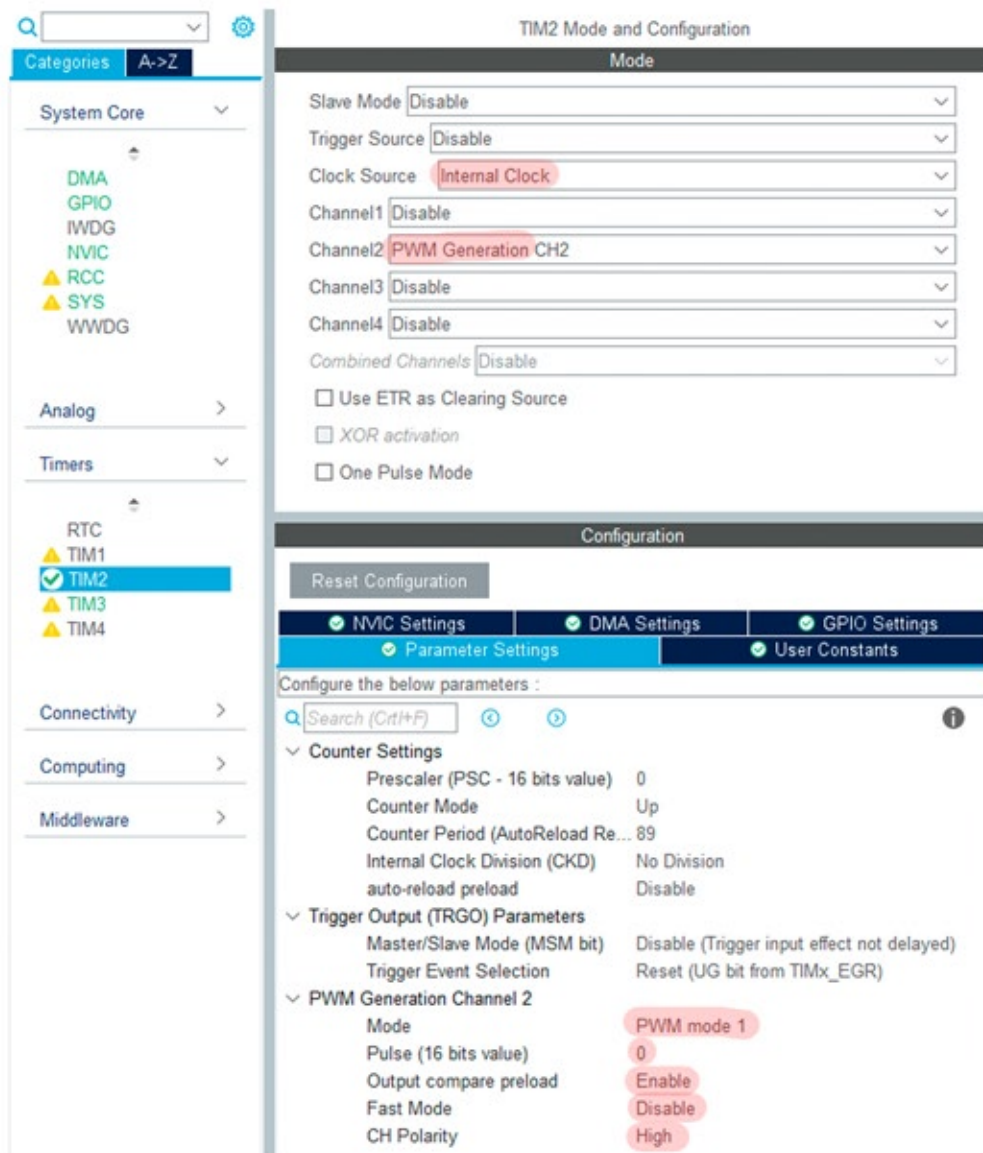 Categories
A->Z
System Core
DMA
GPIO
IWDG
NVIC
RCC
SYS
WWDG
Analog
Timers
RTC
TIM1
TIM2
TIM3
TIM4
Connectivity
Computing
Middleware
TIM2 Mode and Configuration
Mode
Slave Mode Disable
Trigger Source Disable
Clock Source Internal Clock
Channel1 Disable
Channel2 PWM Generation CH2
Channel3 Disable
Channel4 Disable
Combined Channels Disable
Use ETR as Clearing Source
XOR activation
One Pulse Mode
Configuration
Reset Configuration
NVIC Settings DMA Settings GPIO Settings
Parameter Settings User Constants
Configure the below parameters :
Search (Crtl+F)
Counter Settings
Prescaler (PSC - 16 bits value) 0
Counter Mode Up
Counter Period (AutoReload Re... 89
Internal Clock Division (CKD) No Division
auto-reload preload Disable
Trigger Output (TRGO) Parameters
Master/Slave Mode (MSM bit) Disable (Trigger input effect not delayed)
Trigger Event Selection Reset (UG bit from TIMx_EGR)
PWM Generation Channel 2
Mode PWM mode 1
Pulse (16 bits value) 0
Output compare preload Enable
Fast Mode Disable
CH Polarity High